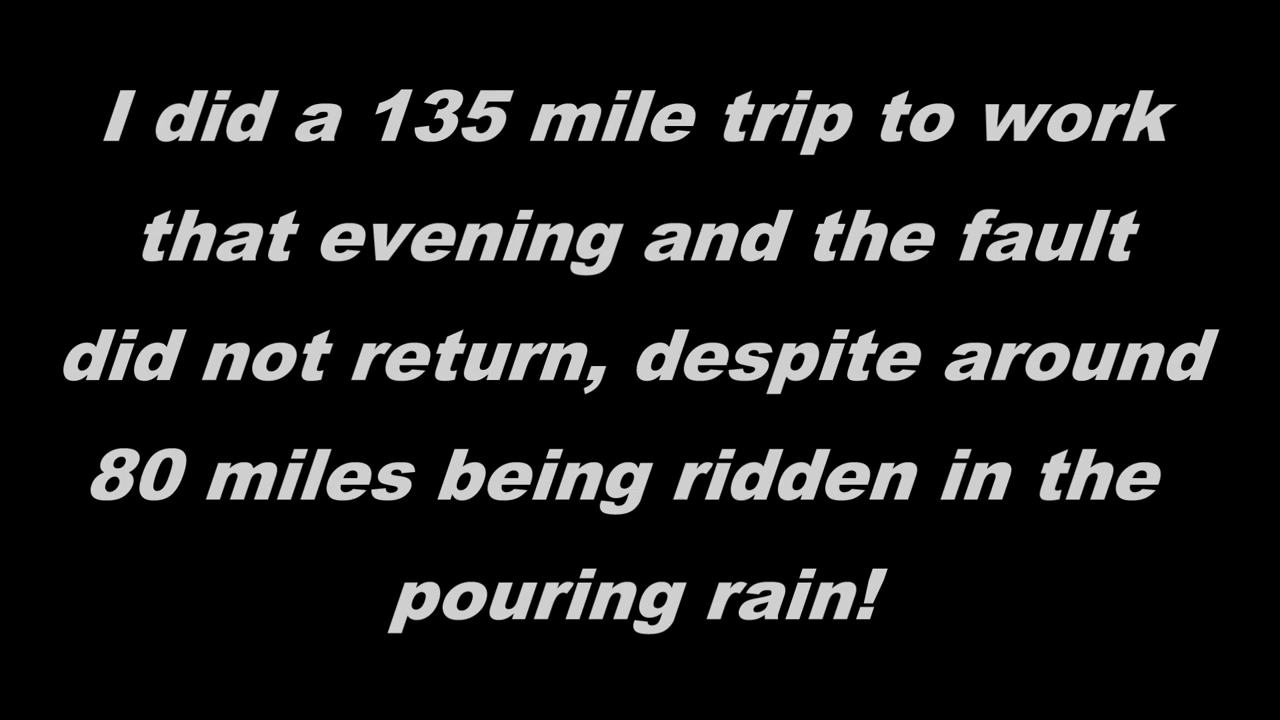 I did a 135 mile trip to work
that evening and the fault
did not return, despite around
80 miles being ridden in the
pouring rain!